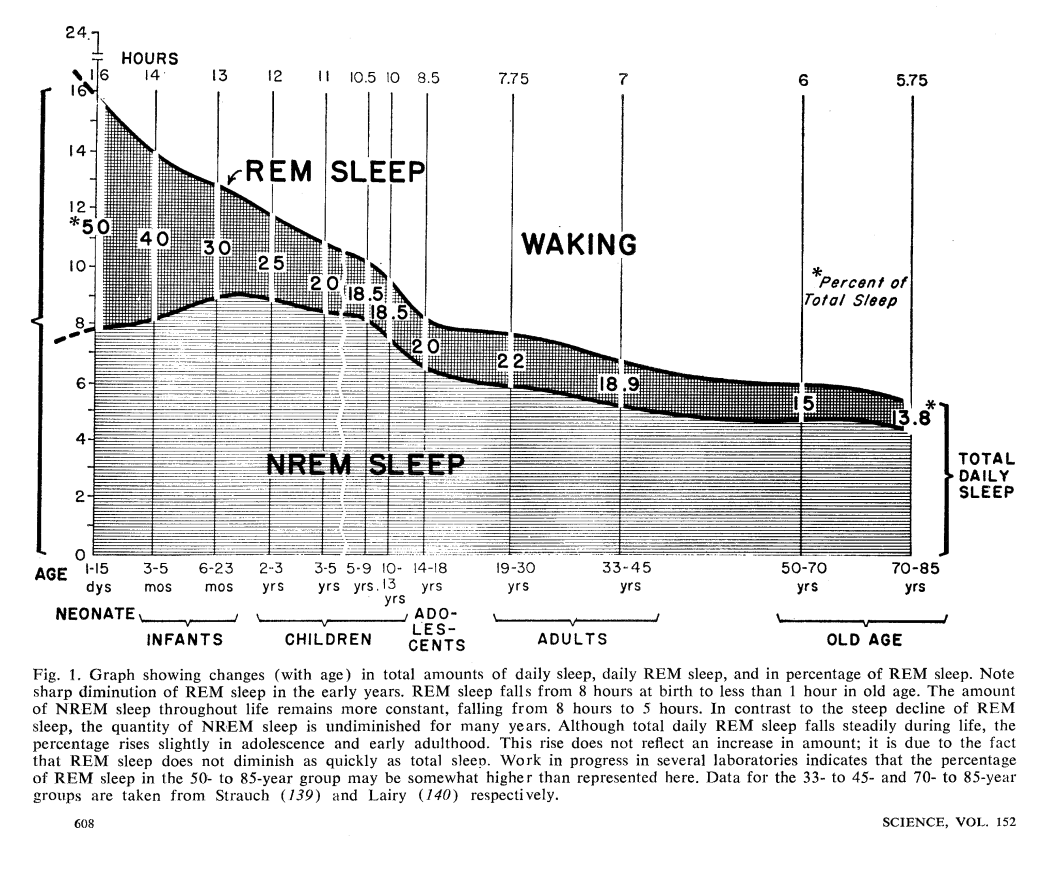 24
HOURS
16 14 13 12 11 10.5 10 8.5 7.75 7 6 5.75
16
14
REM SLEEP
12
*50 40 30 25 20 18.5 18.5 20 22 18.9 15 13.8*
WAKING
10
*Percent of
Total Sleep
8
6
4
NREM SLEEP
TOTAL
DAILY
SLEEP
2
0
AGE 1-15 3-5 6-23 2-3 3-5 5-9 10- 14-18 19-30 33-45 50-70 70-85
dys mos mos yrs yrs yrs. 13 yrs yrs yrs yrs yrs
yrs
NEONATE
INFANTS
CHILDREN
ADO-
LES-
CENTS
ADULTS
OLD AGE
Fig. 1. Graph showing changes (with age) in total amounts of daily sleep, daily REM sleep, and in percentage of REM sleep. Note
sharp diminution of REM sleep in the early years. REM sleep falls from 8 hours at birth to less than 1 hour in old age. The amount
of NREM sleep throughout life remains more constant, falling from 8 hours to 5 hours. In contrast to the steep decline of REM
sleep, the quantity of NREM sleep is undiminished for many years. Although total daily REM sleep falls steadily during life, the
percentage rises slightly in adolescence and early adulthood. This rise does not reflect an increase in amount; it is due to the fact
that REM sleep does not diminish as quickly as total sleep. Work in progress in several laboratories indicates that the percentage
of REM sleep in the 50- to 85-year group may be somewhat higher than represented here. Data for the 33- to 45- and 70- to 85-year
groups are taken from Strauch (139) and Lairy (140) respectively.
608
SCIENCE, VOL. 152